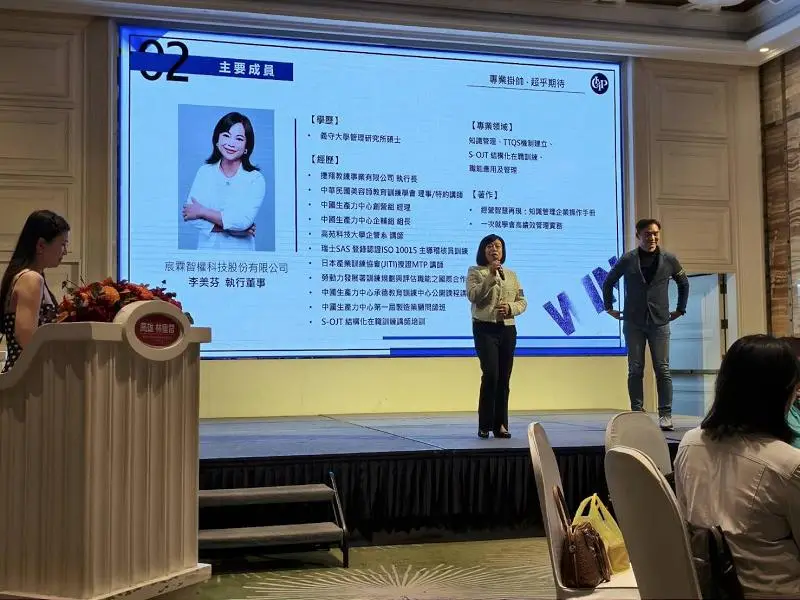 02
主要成員
專業掛帥．超乎期待
【學歷】
• 義守大學管理研究所碩士
【經歷】
• 捷翔教練事業有限公司 執行長
• 中華民國美容師教育訓練學會 理事/特約講師
• 中國生產力中心創管組 經理
• 中國生產力中心企輔組 組長
• 高苑科技大學企管系 講師
• 瑞士SAS 登錄認證ISO 10015 主導稽核員訓練
• 日本產業訓練協會(JITI)授證MTP 講師
• 勞動力發展署訓練規劃與評估職能之國際合作
• 中國生產力中心承德教育訓練中心公開課程講
• 中國生產力中心第一屆製造業顧問師班
• S-OJT 結構化在職訓練講師培訓
【專業領域】
知識管理、TTQS機制建立、
S-OJT 結構化在職訓練、
職能應用及管理
【著作】
• 經營智慧再現：知識管理企業操作手冊
• 一次就學會高績效管理實務
宸霖智權科技股份有限公司
李美芬 執行董事
WIN
高雄 林皇宮